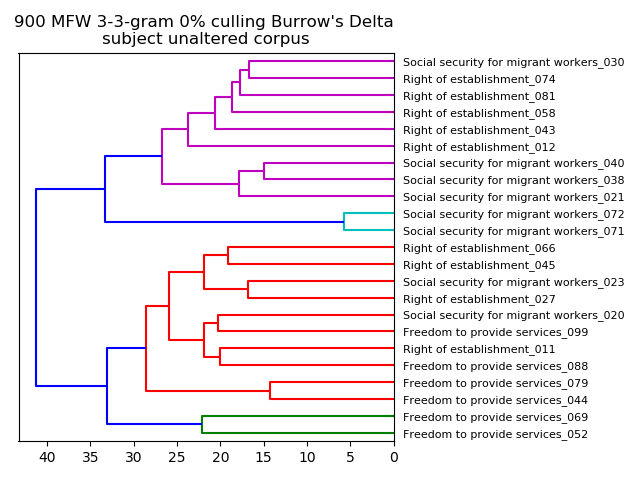 900 MFW 3-3-gram 0% culling Burrow's Delta
subject unaltered corpus
Social security for migrant workers_030
Right of establishment_074
Right of establishment_081
Right of establishment_058
Right of establishment_043
Right of establishment_012
Social security for migrant workers_040
Social security for migrant workers_038
Social security for migrant workers_021
Social security for migrant workers_072
Social security for migrant workers_071
Right of establishment_066
Right of establishment_045
Social security for migrant workers_023
Right of establishment_027
Social security for migrant workers_020
Freedom to provide services_099
Right of establishment_011
Freedom to provide services_088
Freedom to provide services_079
Freedom to provide services_044
Freedom to provide services_069
Freedom to provide services_052
40 35 30 25 20 15 10 5 0